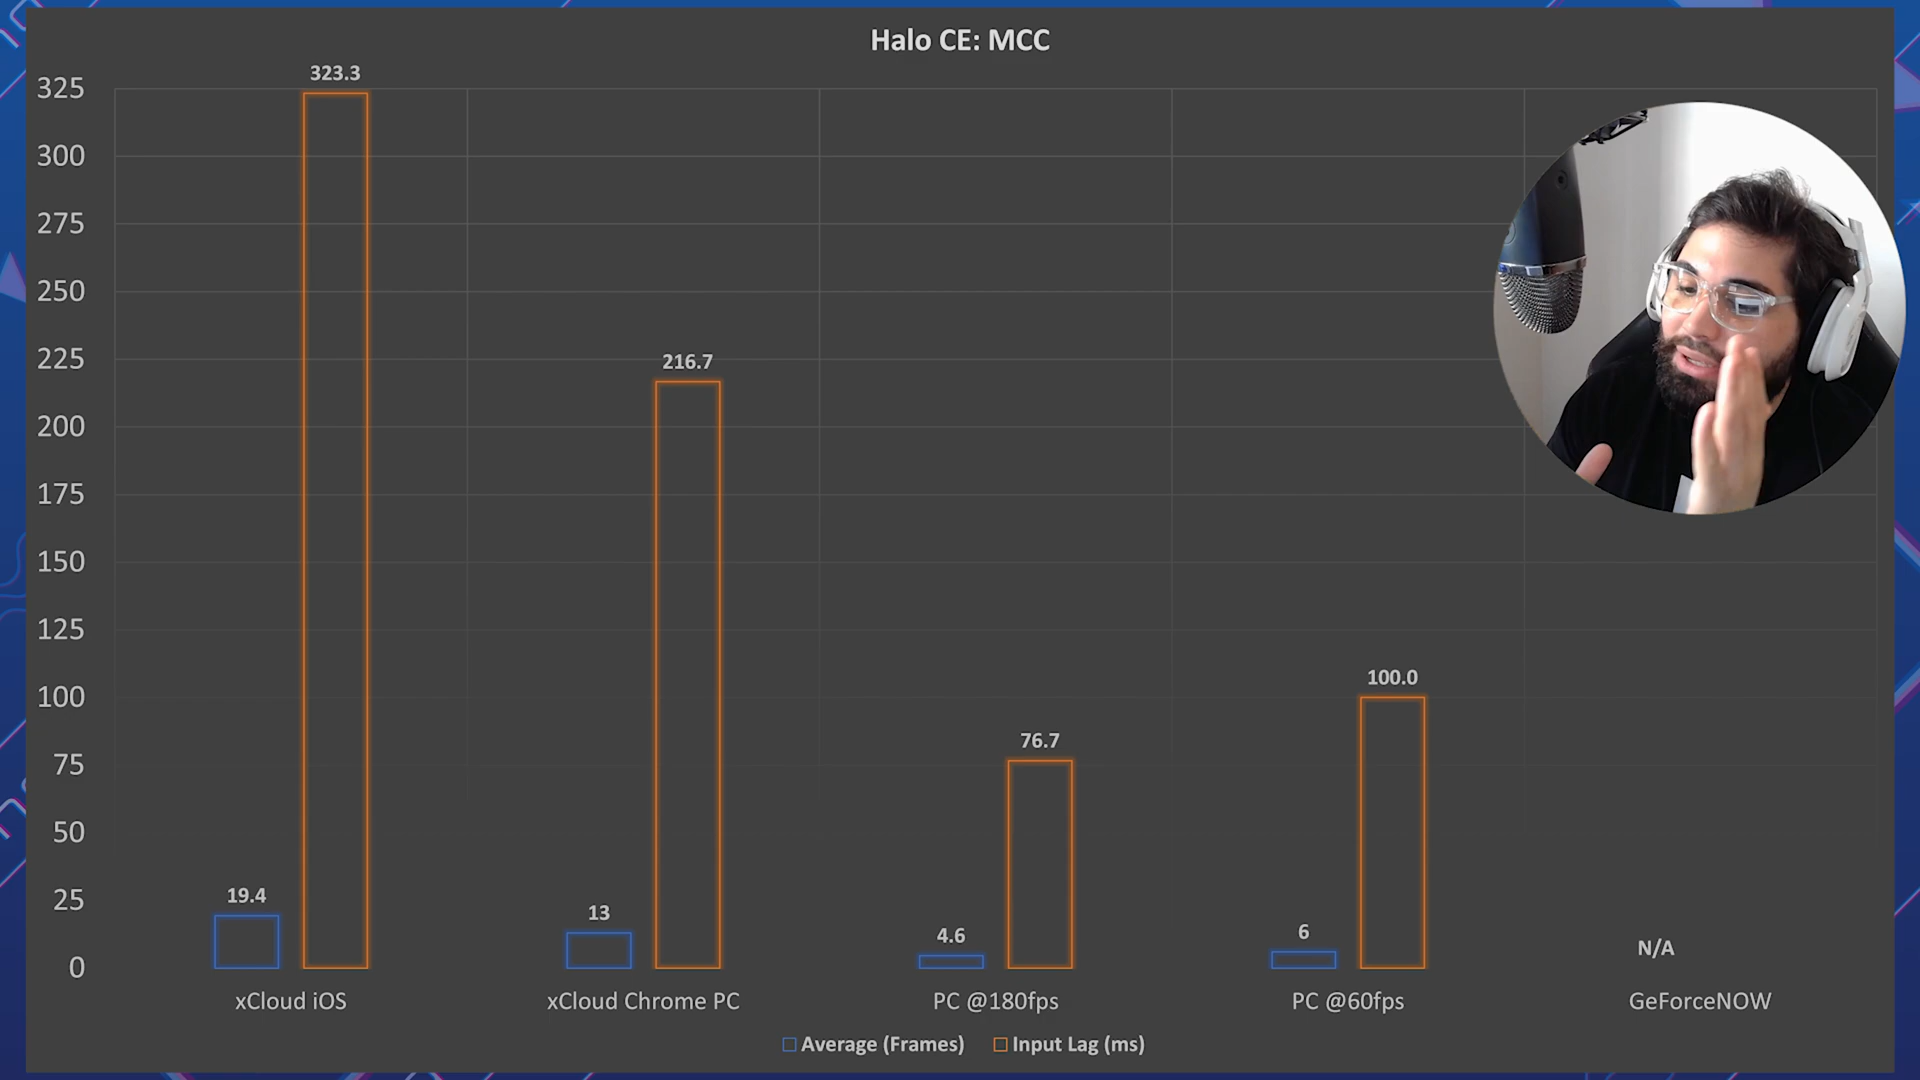 Halo CE: MCC
325
300
275
250
225
200
175
150
125
100
75
50
25
0
323.3
216.7
76.7
100.0
19.4
13
4.6
6
N/A
xCloud iOS
xCloud Chrome PC
PC @180fps
PC @60fps
GeForceNOW
Average (Frames)
Input Lag (ms)